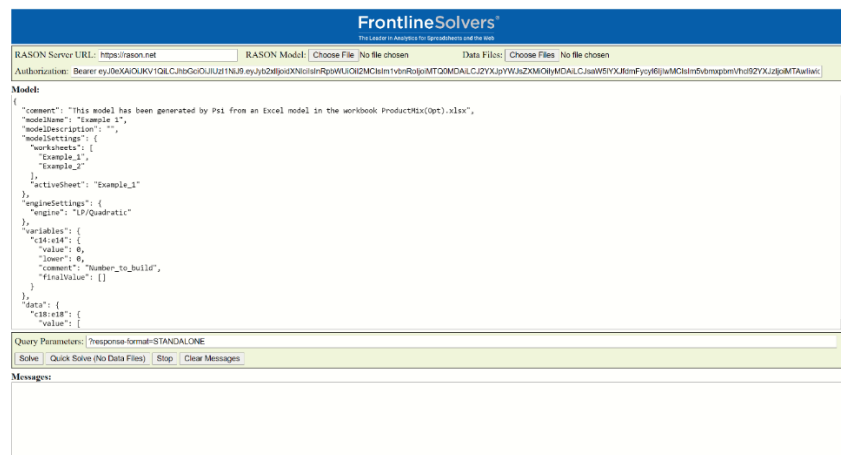 FrontlineSolvers®
The Leader in Analytics for Spreadsheets and the Web
RASON Server URL: https://rason.net RASON Model: Choose File No file chosen Data Files: Choose Files No file chosen
Authorization: Bearer
Model:
{
"comment": "This model has been generated by Psi from an Excel model in the workbook ProductMix(Opt).xlsx",
"modelName": "Example 1",
"modelDescription": "",
"modelSettings": {
"worksheets": [
"Example_1",
"Example_2"
],
"activeSheet": "Example_1"
},
"engineSettings": {
"engine": "LP/Quadratic"
},
"variables": {
"c14:e14": {
"value": 0,
"lower": 0,
"comment": "Number_to_build",
"finalValue": []
}
},
"data": {
"c18:e18": {
"value": [
Query Parameters: ?response-format=STANDALONE
Solve Quick Solve (No Data Files) Stop Clear Messages
Messages: